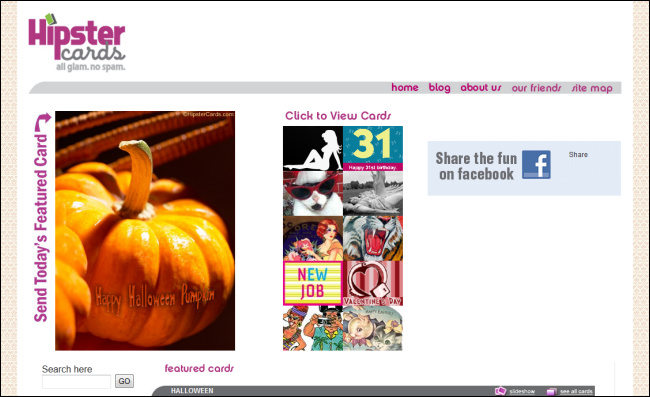 Hipster
cards
all glam. no spam.
home blog about us our friends site map
Send Today's Featured Card
©HipsterCards.com
Happy Halloween Pumpkin
Click to View Cards
31
Happy 31st birthday.
NEW
JOB
VALENTINE'S DAY
Share the fun
on facebook
f
Share
Search here
GO
featured cards
HALLOWEEN
slideshow
see all cards